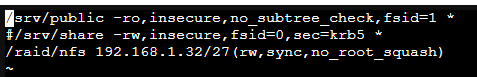 /srv/public -ro,insecure,no_subtree_check,fsid=1 *
#/srv/share -rw,insecure,fsid=0,sec=krb5 *
/raid/nfs 192.168.1.32/27(rw,sync,no_root_squash)
~